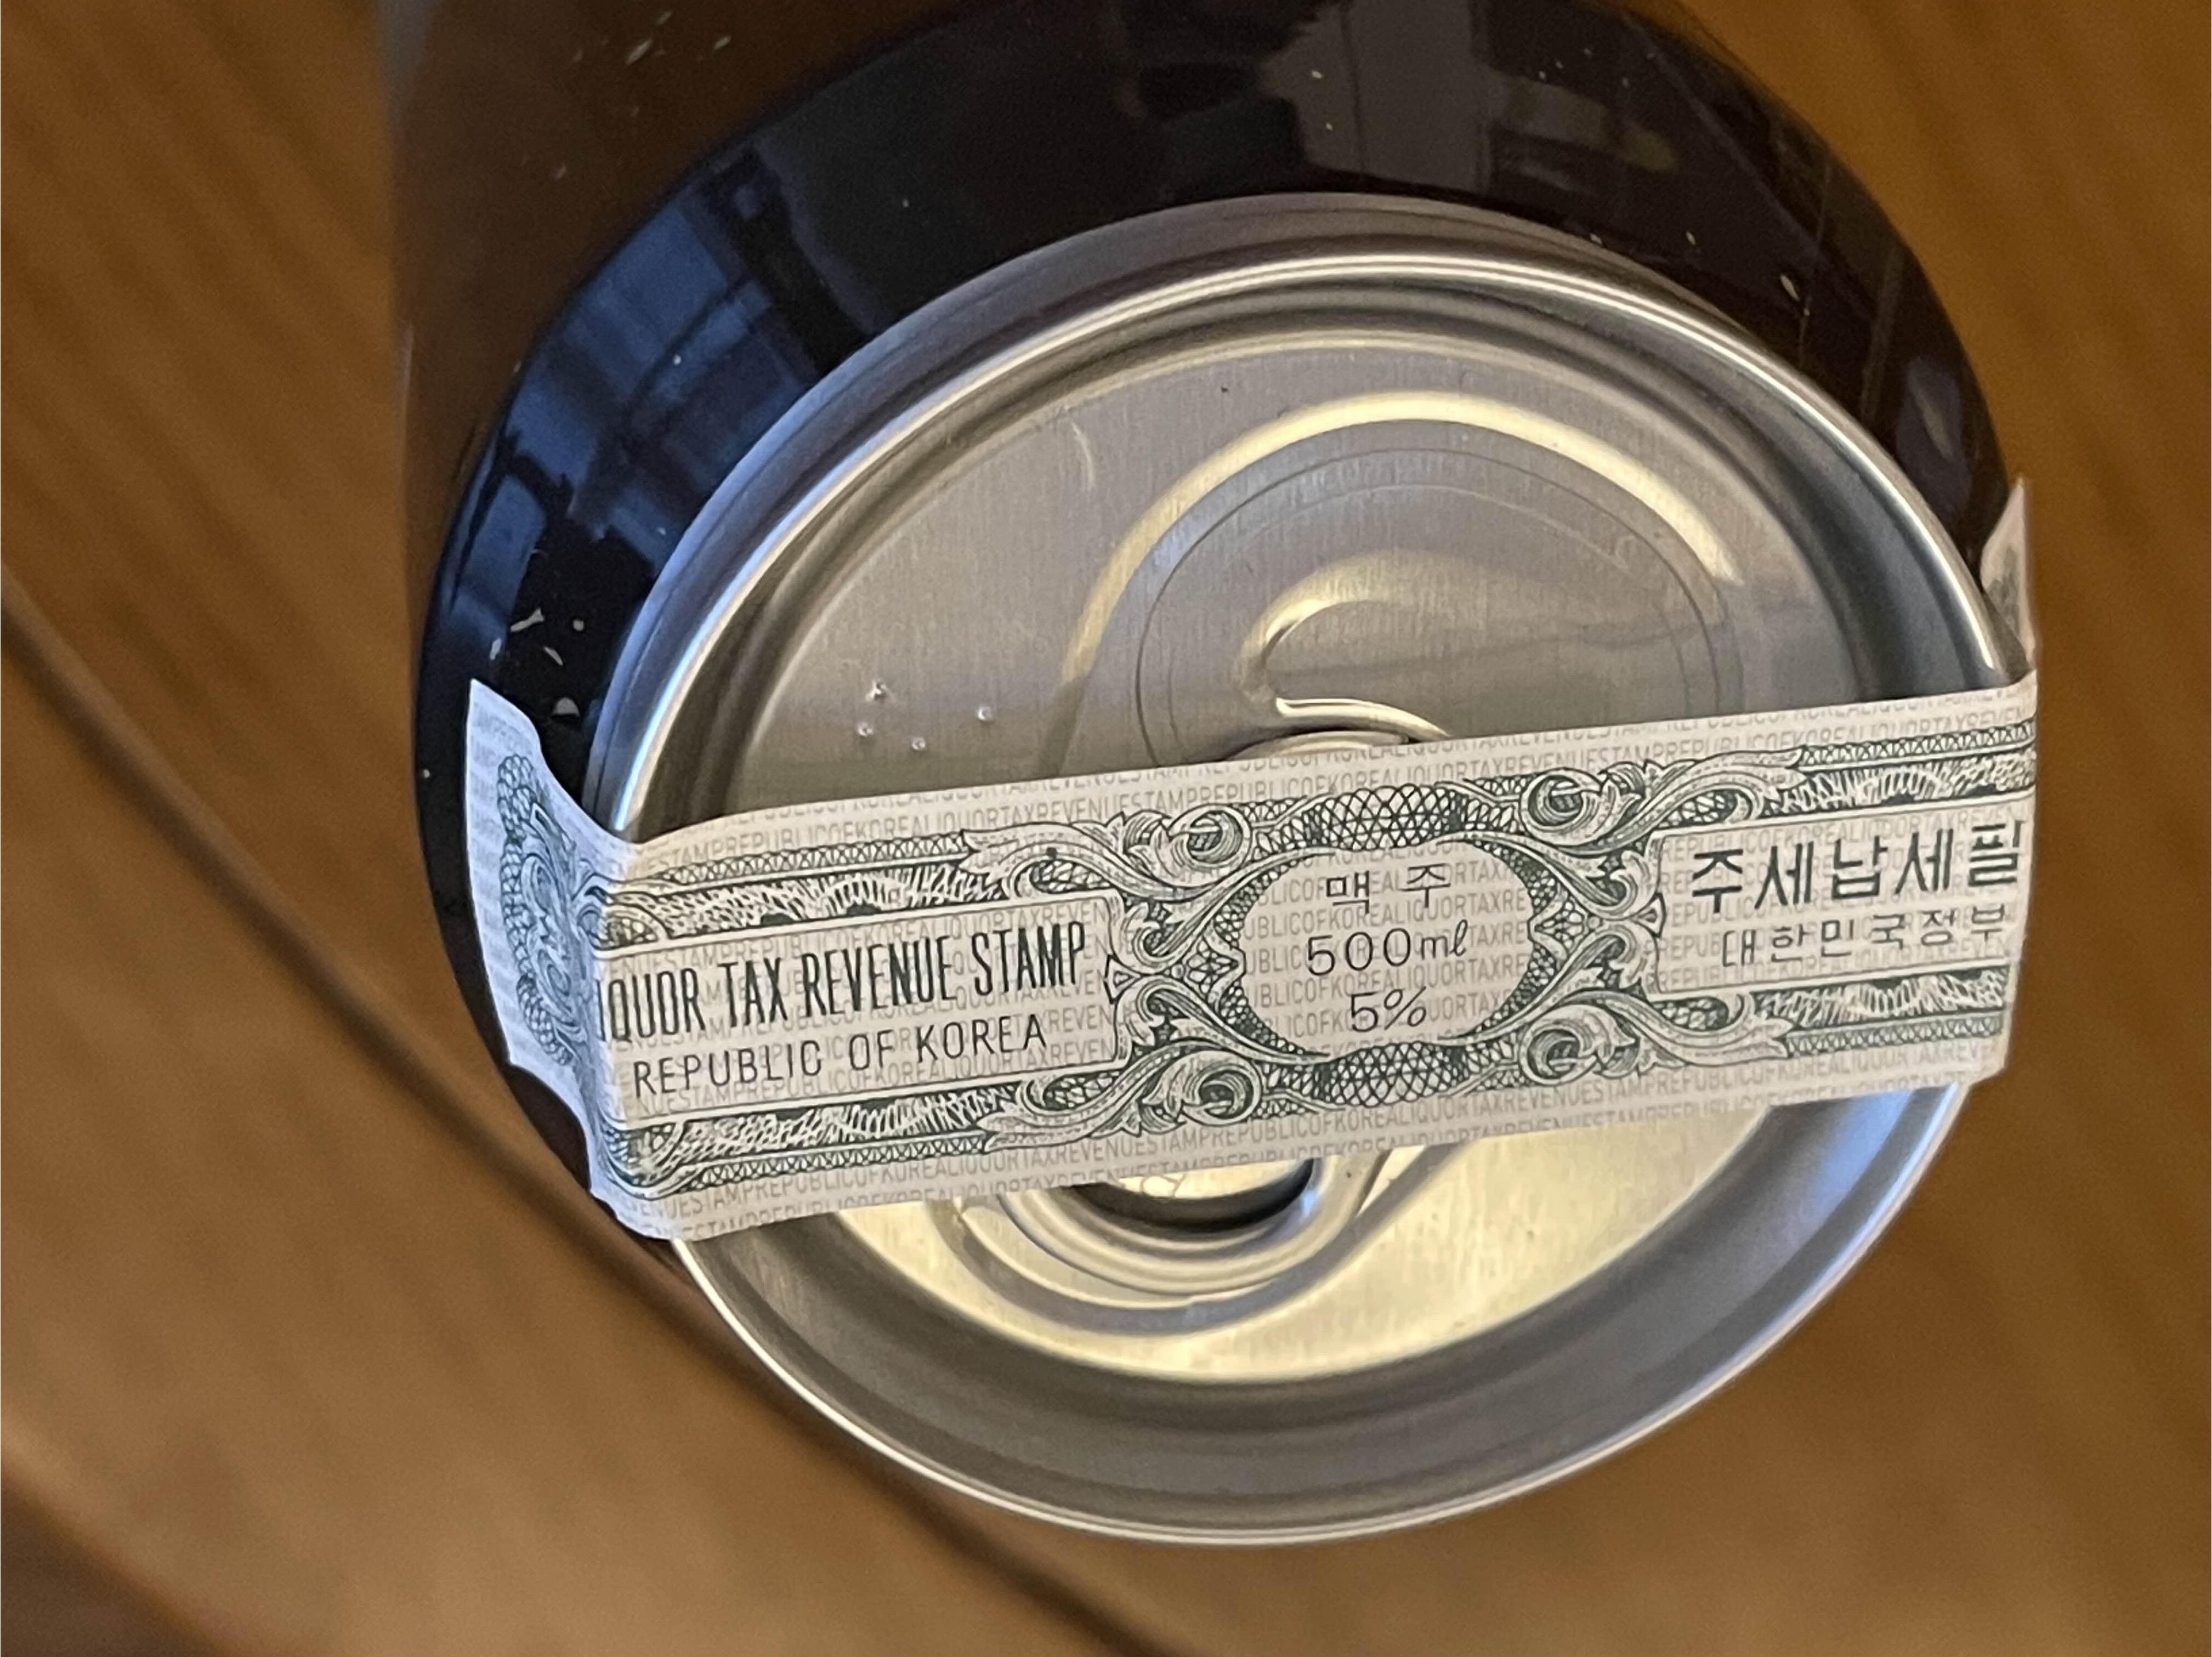 IQUOR TAX REVENUE STAMP
REPUBLIC OF KOREA
맥주
500ml
5%
주세납세필
대한민국정부